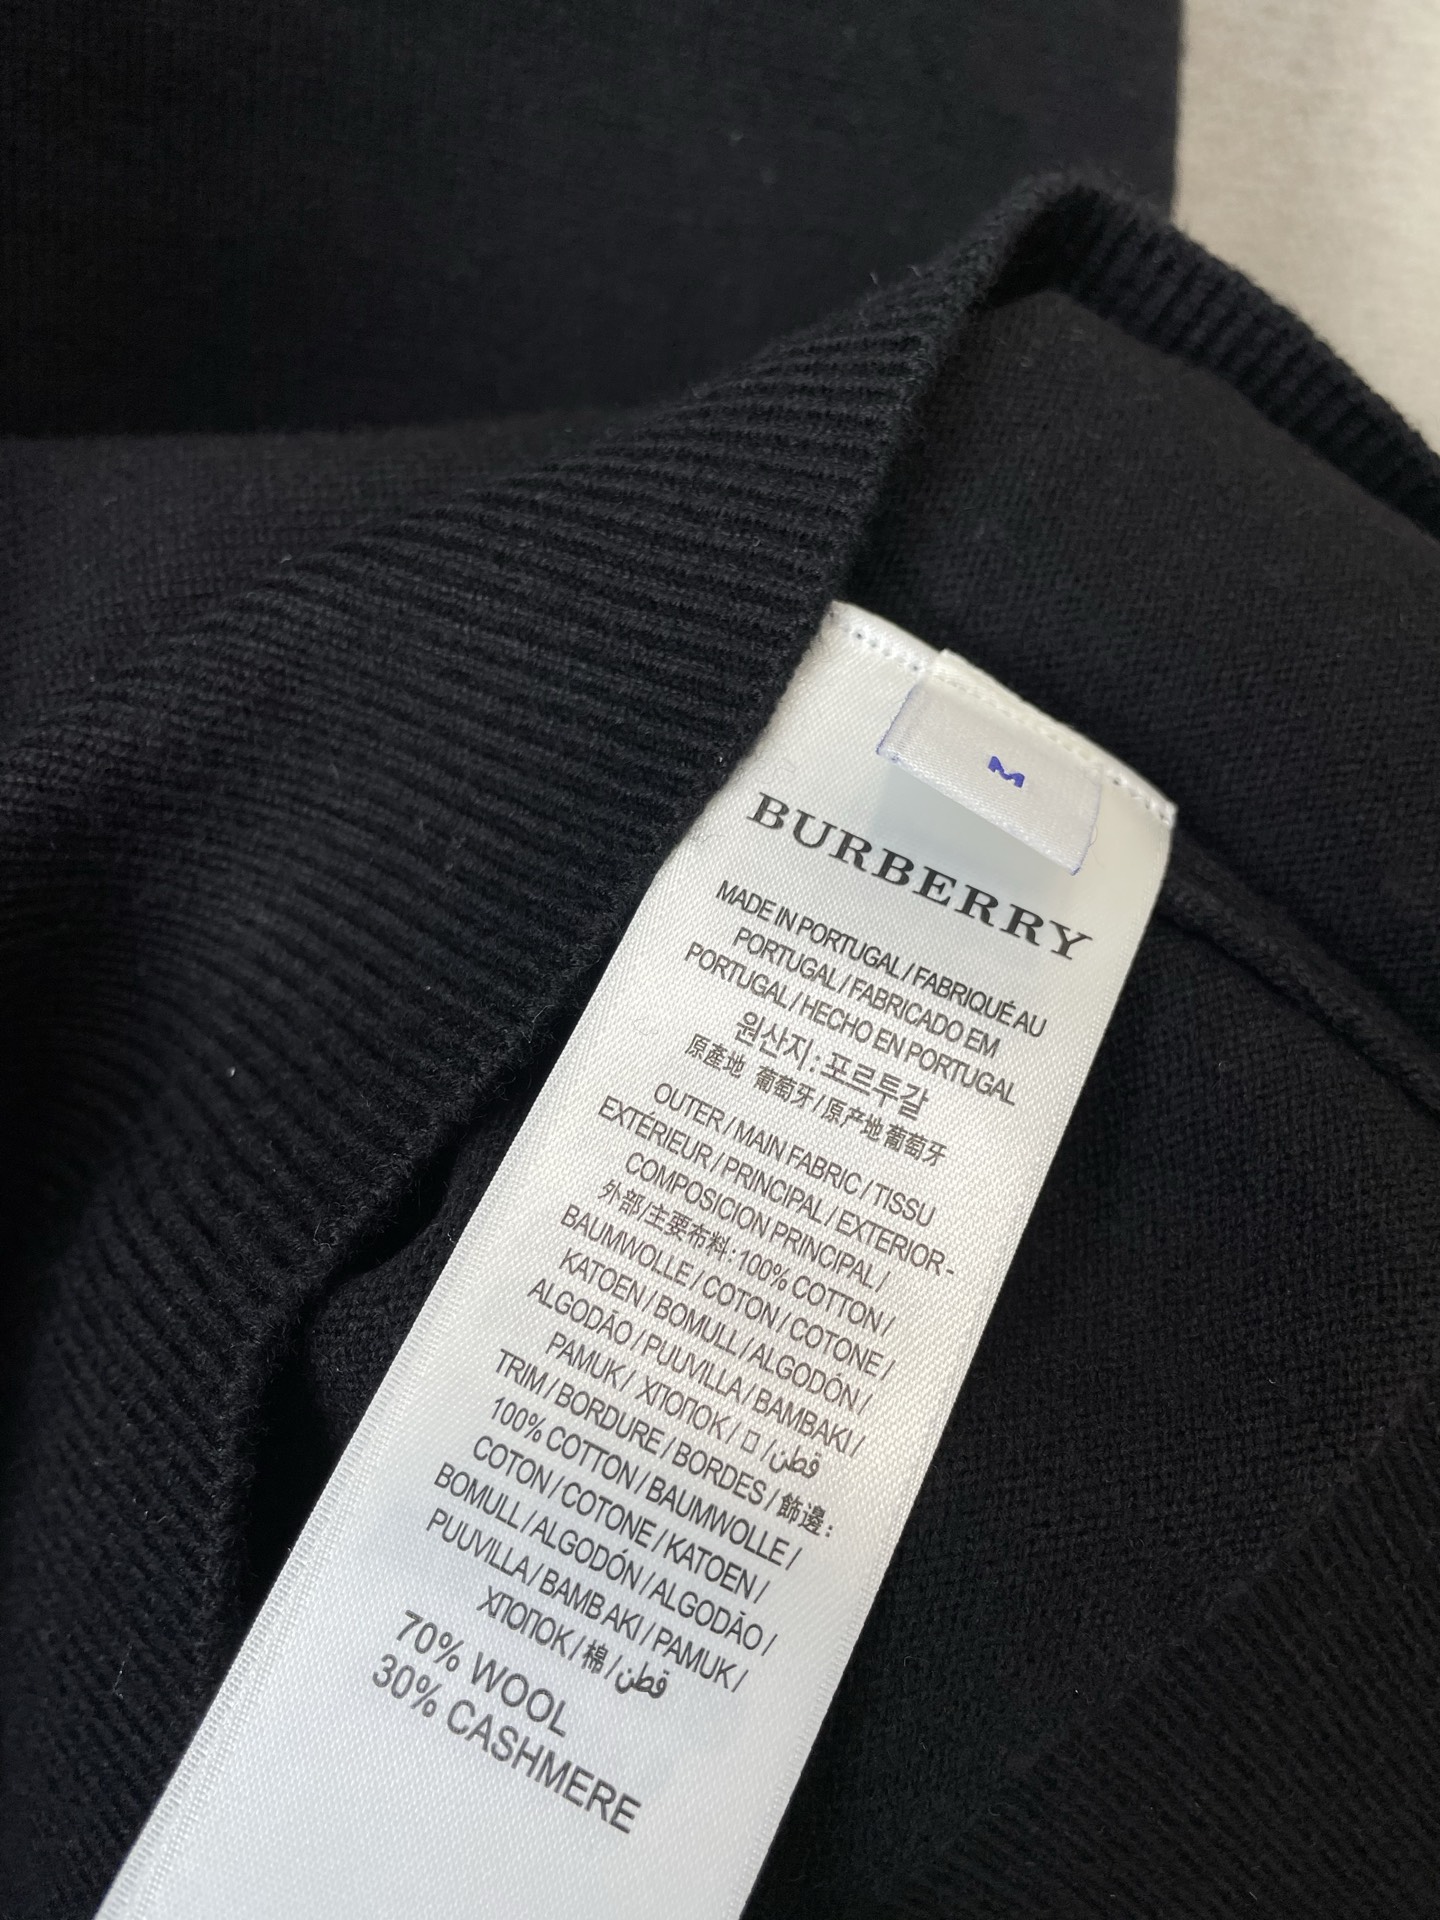 M
BURBERRY
MADE IN PORTUGAL / FABRIQUÉ AU
PORTUGAL / FABRICADO EM
PORTUGAL / HECHO EN PORTUGAL
원산지 : 포르투갈
原產地 葡萄牙 / 原产地 葡萄牙
OUTER / MAIN FABRIC / TISSU
EXTÉRIEUR / PRINCIPAL / EXTERIOR -
COMPOSICION PRINCIPAL /
外部/主要布料: 100% COTTON /
BAUMWOLLE / COTON / COTONE /
KATOEN / BOMULL / ALGODÓN /
ALGODÃO / PUUVILLA / BAMBAKI /
PAMUK / ХЛОПОК / □ / قطن
TRIM / BORDURE / BORDES / 飾邊:
100% COTTON / BAUMWOLLE /
COTON / COTONE / KATOEN /
BOMULL / ALGODÓN / ALGODÃO /
PUUVILLA / BAMB AKI / PAMUK /
ХЛОПОК / 棉 / قطن
70% WOOL
30% CASHMERE